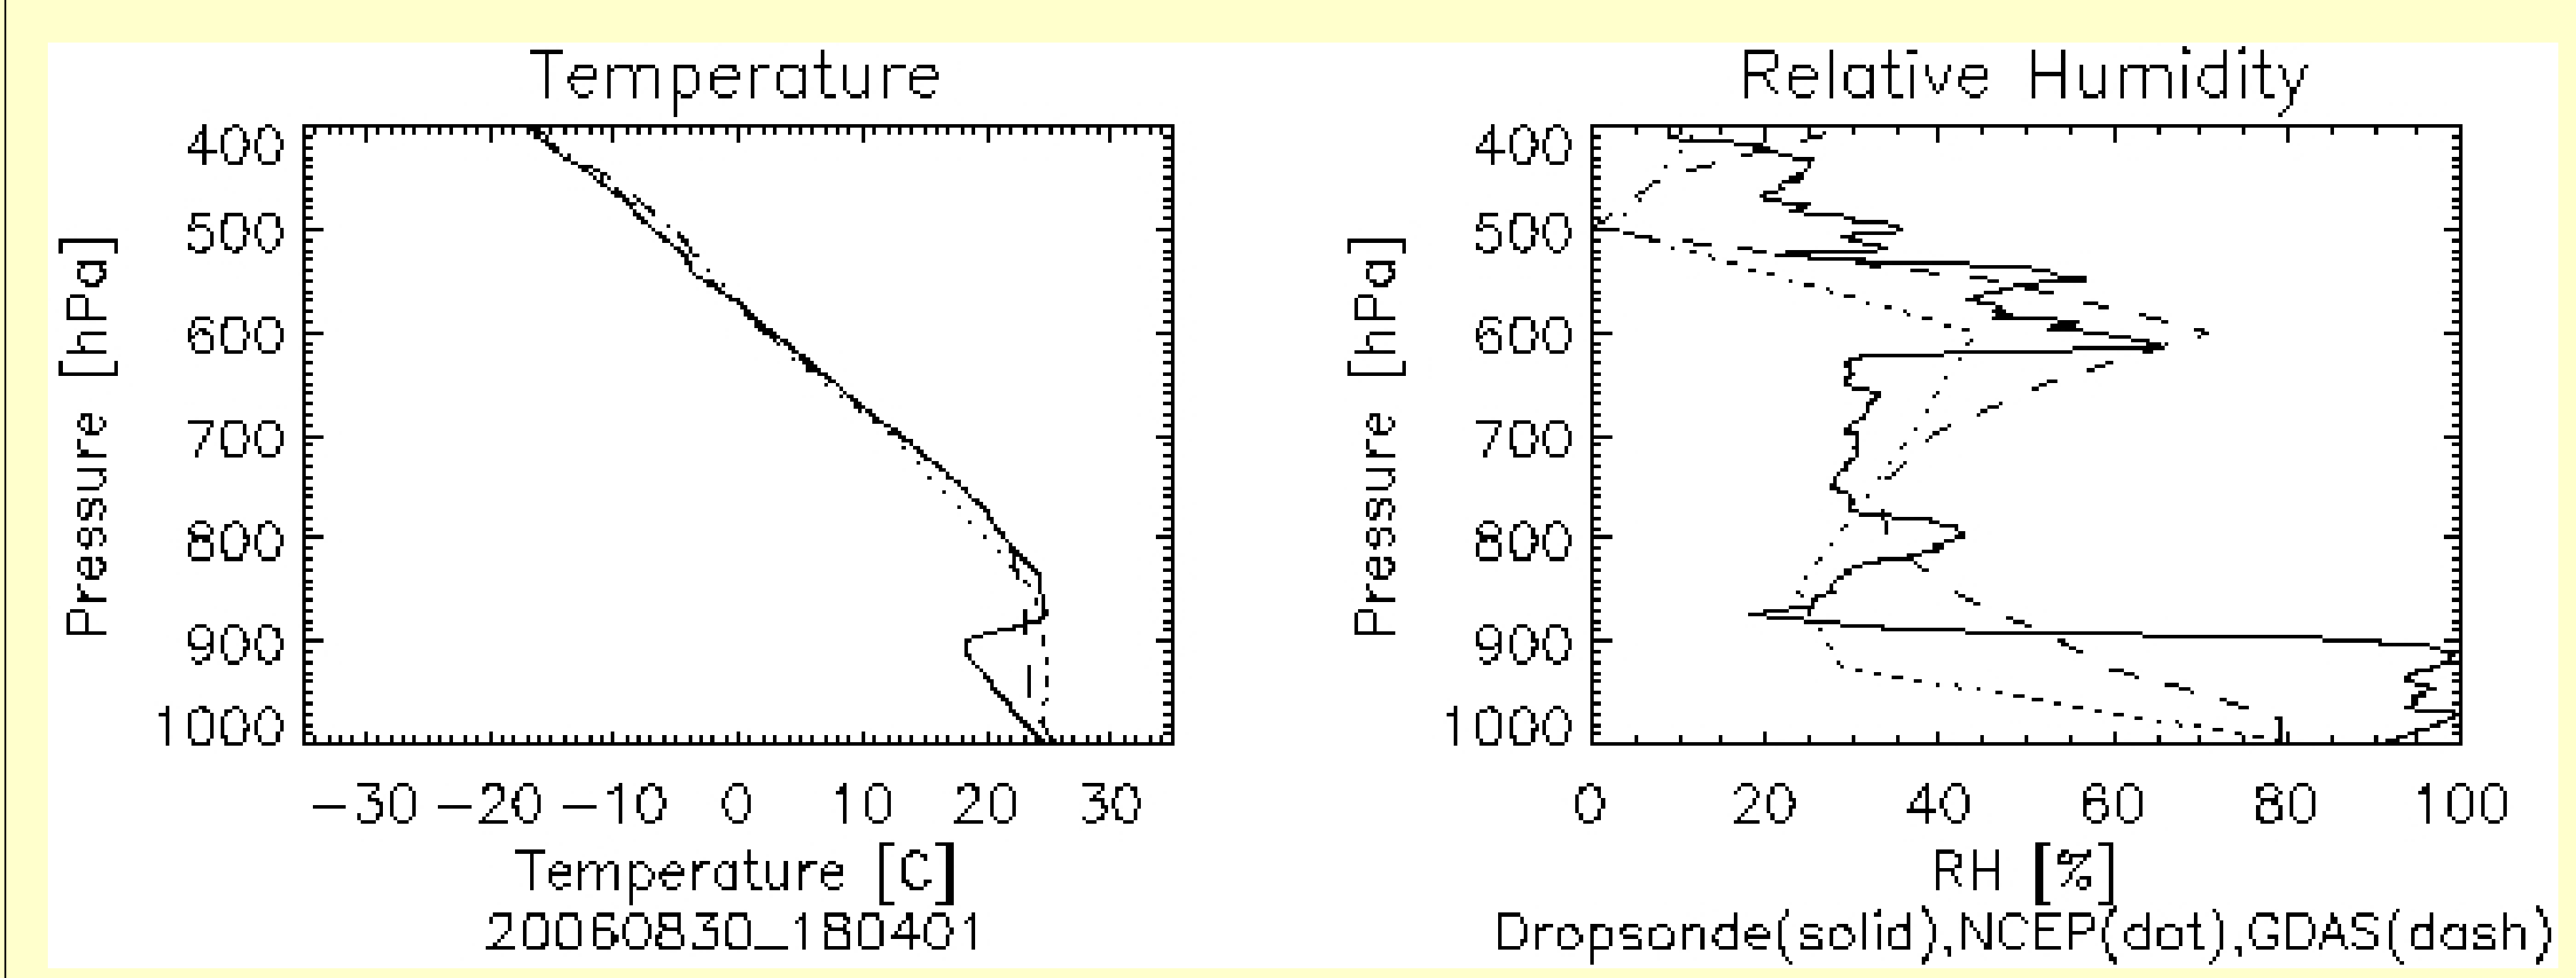 Temperature
400
500
600
700
800
900
1000
Pressure [hPa]
-30 -20 -10 0 10 20 30
Temperature [C]
20060830_180401
Relative Humidity
400
500
600
700
800
900
1000
Pressure [hPa]
0 20 40 60 80 100
RH [%]
Dropsonde(solid),NCEP(dot),GDAS(dash)